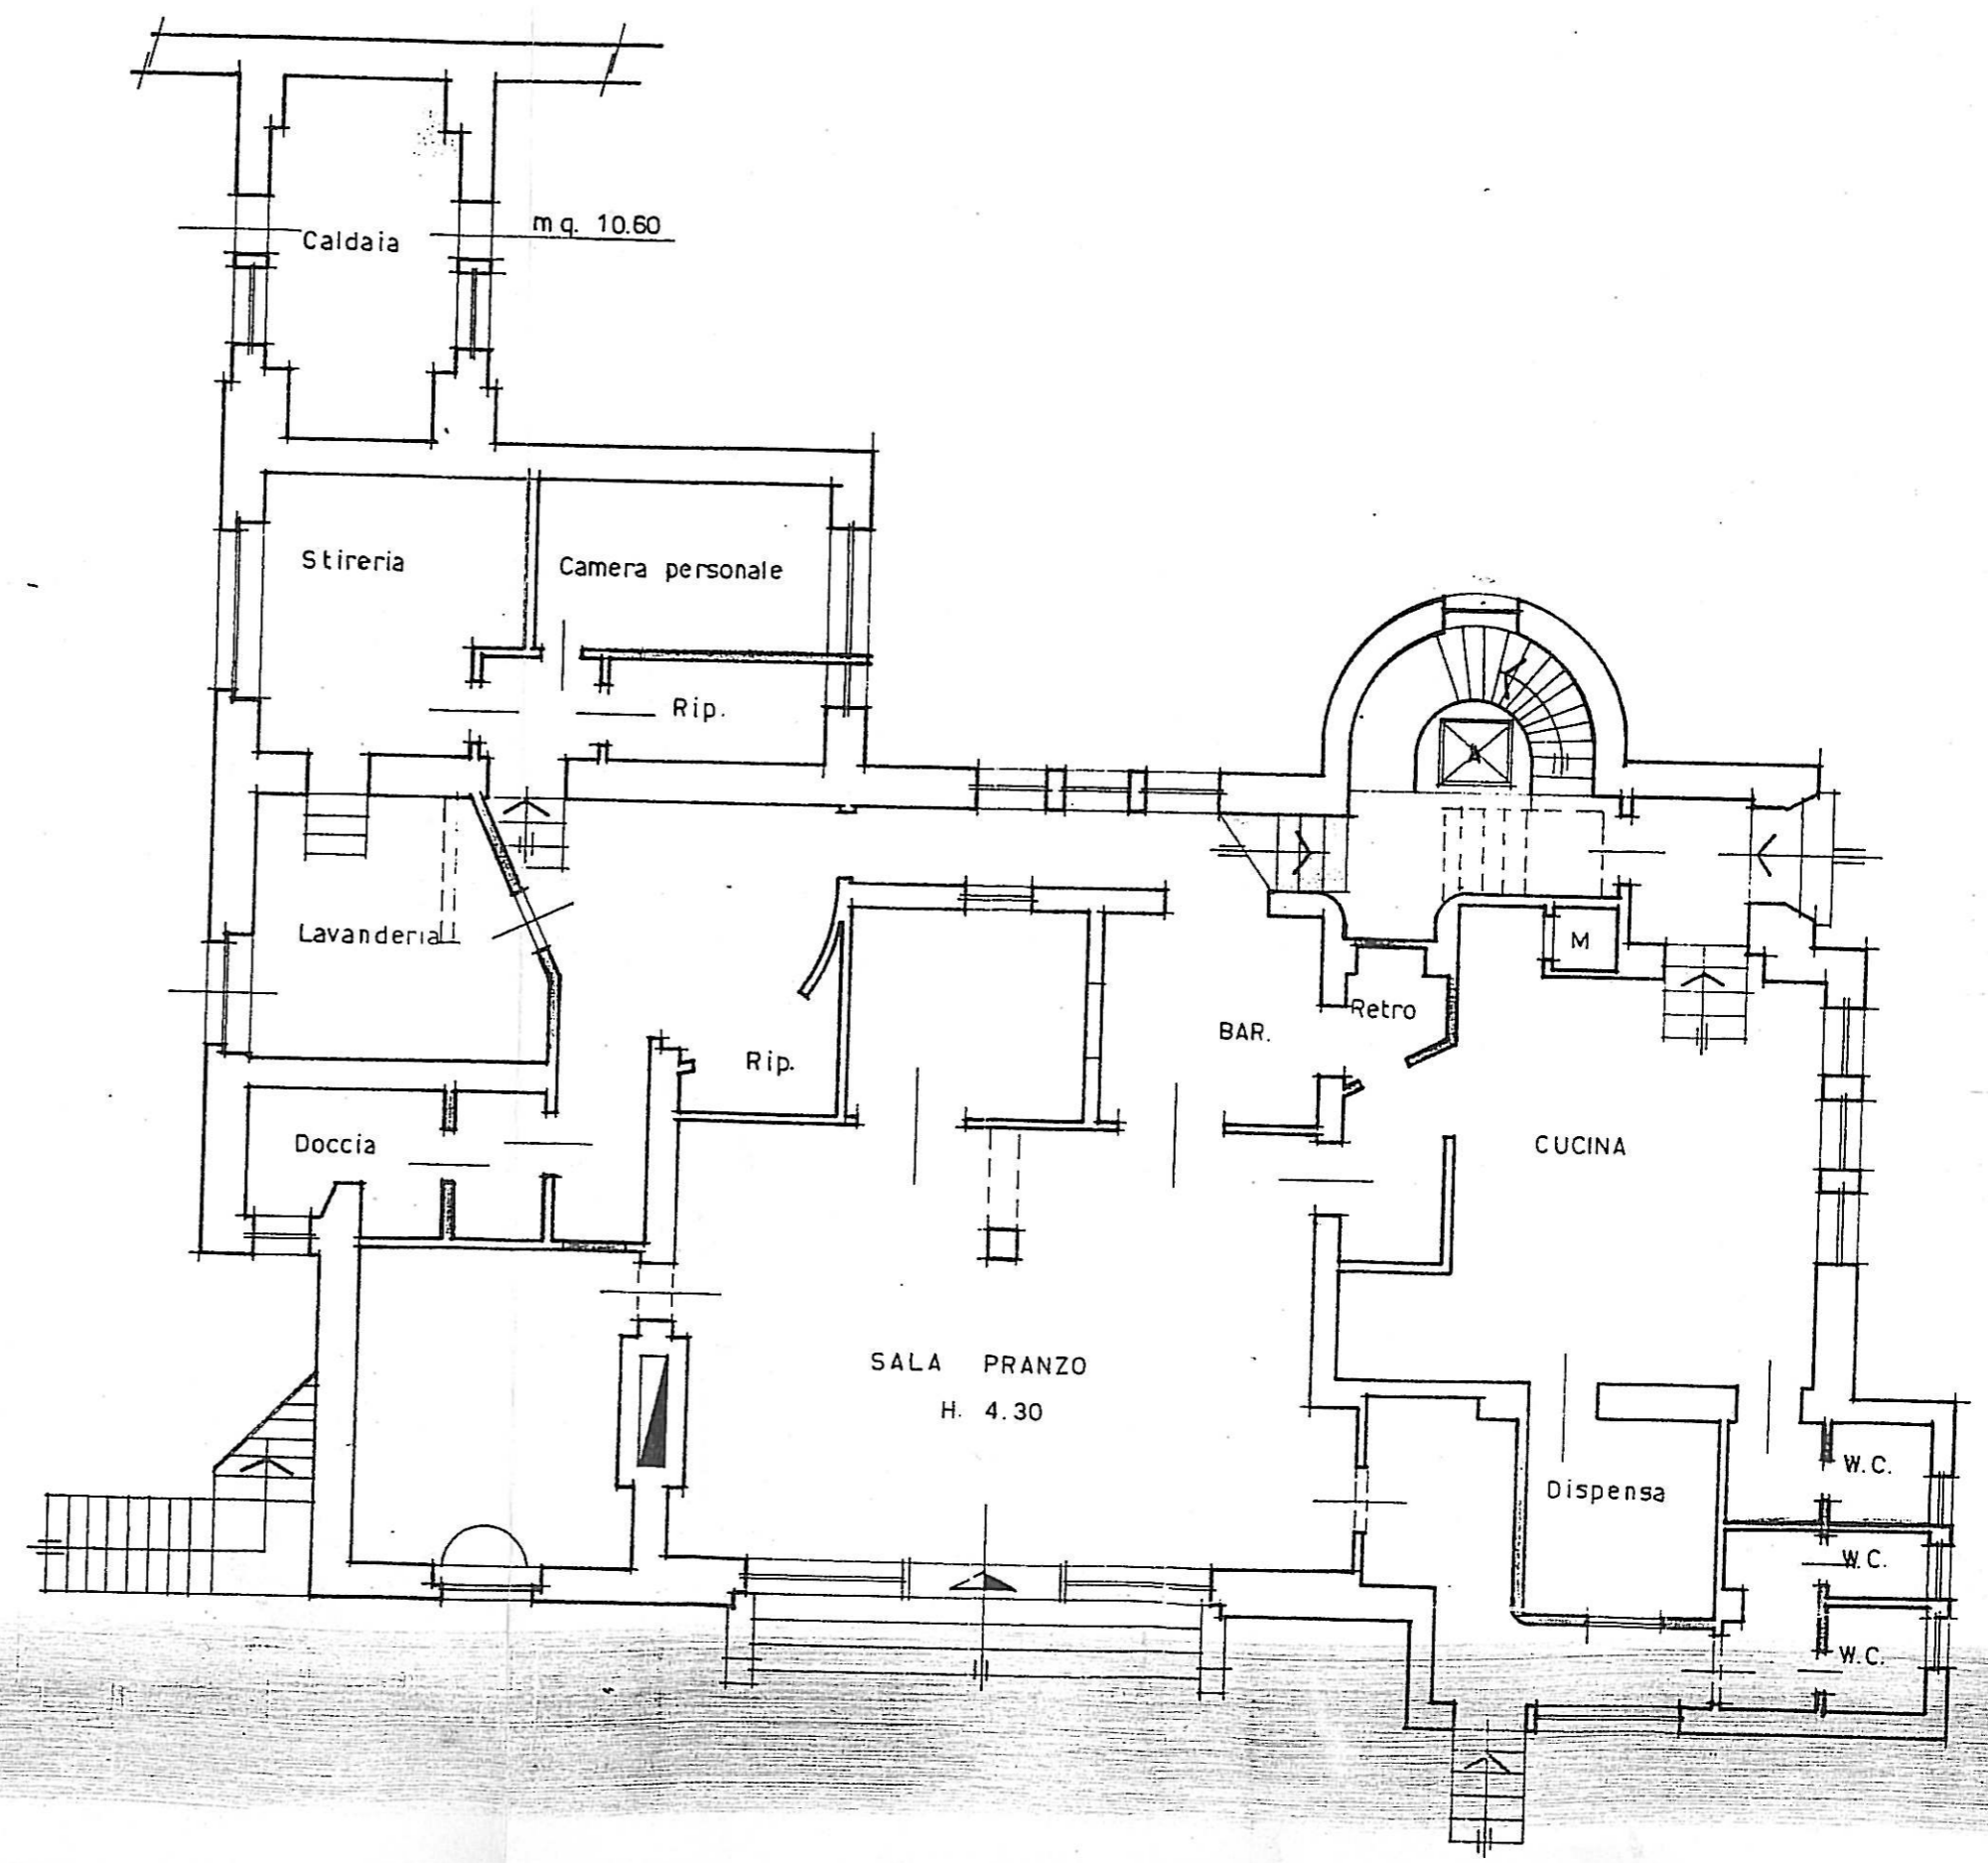 mq. 10.60
Caldaia
Stireria
Camera personale
Rip.
A
Lavanderia
M
Retro
BAR.
Rip.
Doccia
CUCINA
SALA PRANZO
H. 4.30
W.C.
Dispensa
W.C.
W.C.